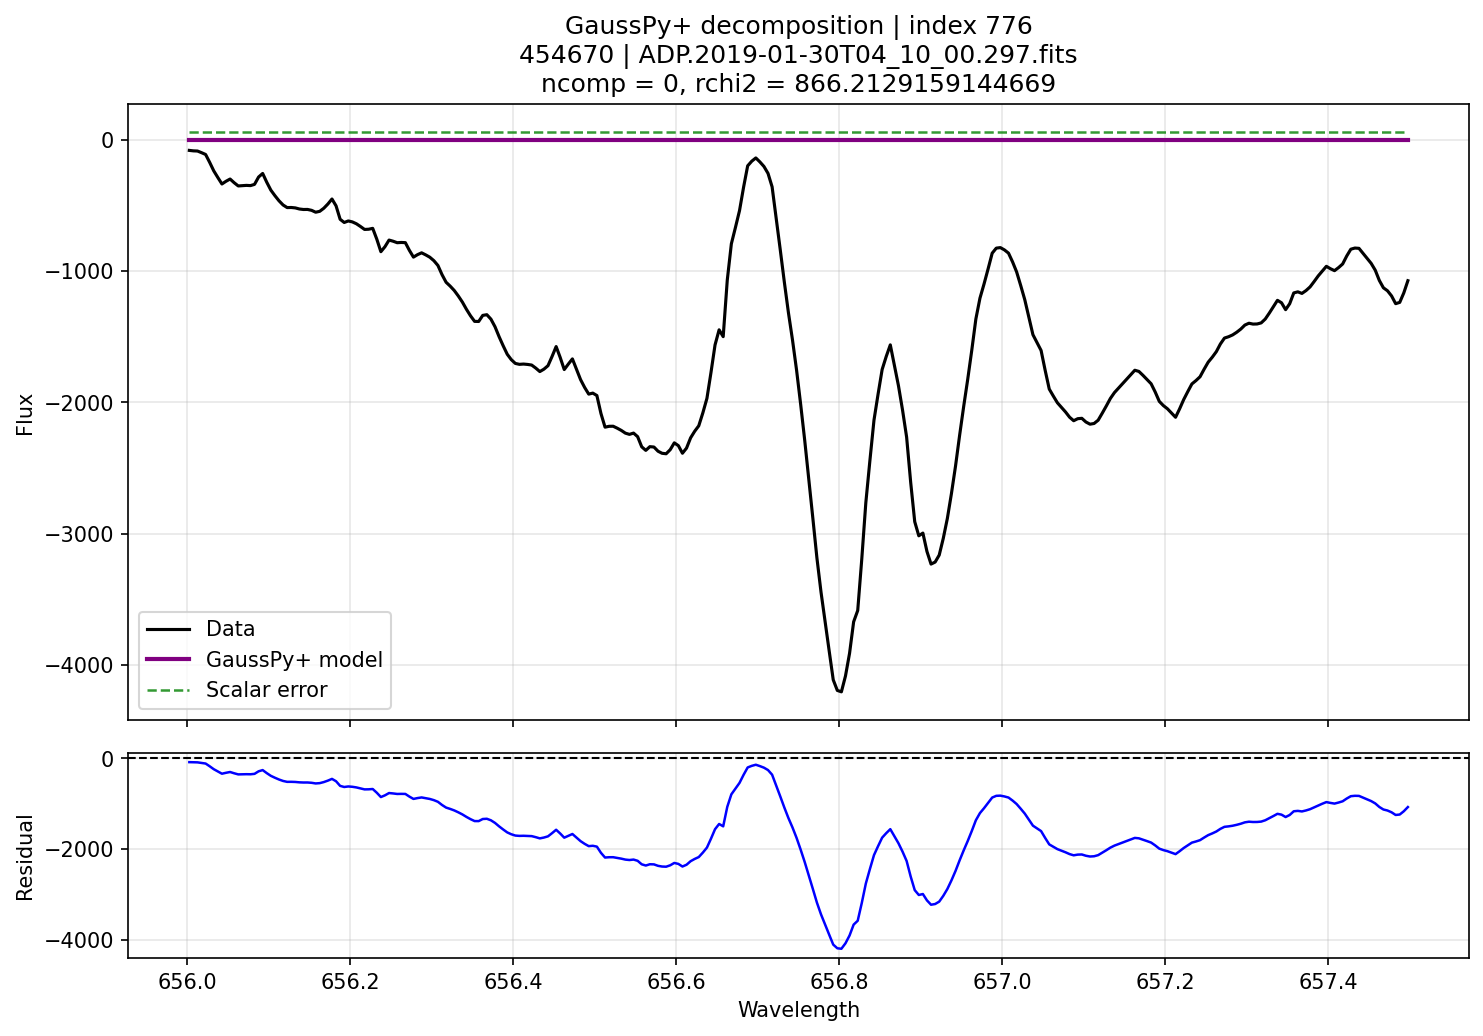 GaussPy+ decomposition | index 776
454670 | ADP.2019-01-30T04_10_00.297.fits
ncomp = 0, rchi2 = 866.2129159144669
Flux
0
−1000
−2000
−3000
−4000
Data
GaussPy+ model
Scalar error
Residual
0
−2000
−4000
656.0 656.2 656.4 656.6 656.8 657.0 657.2 657.4
Wavelength